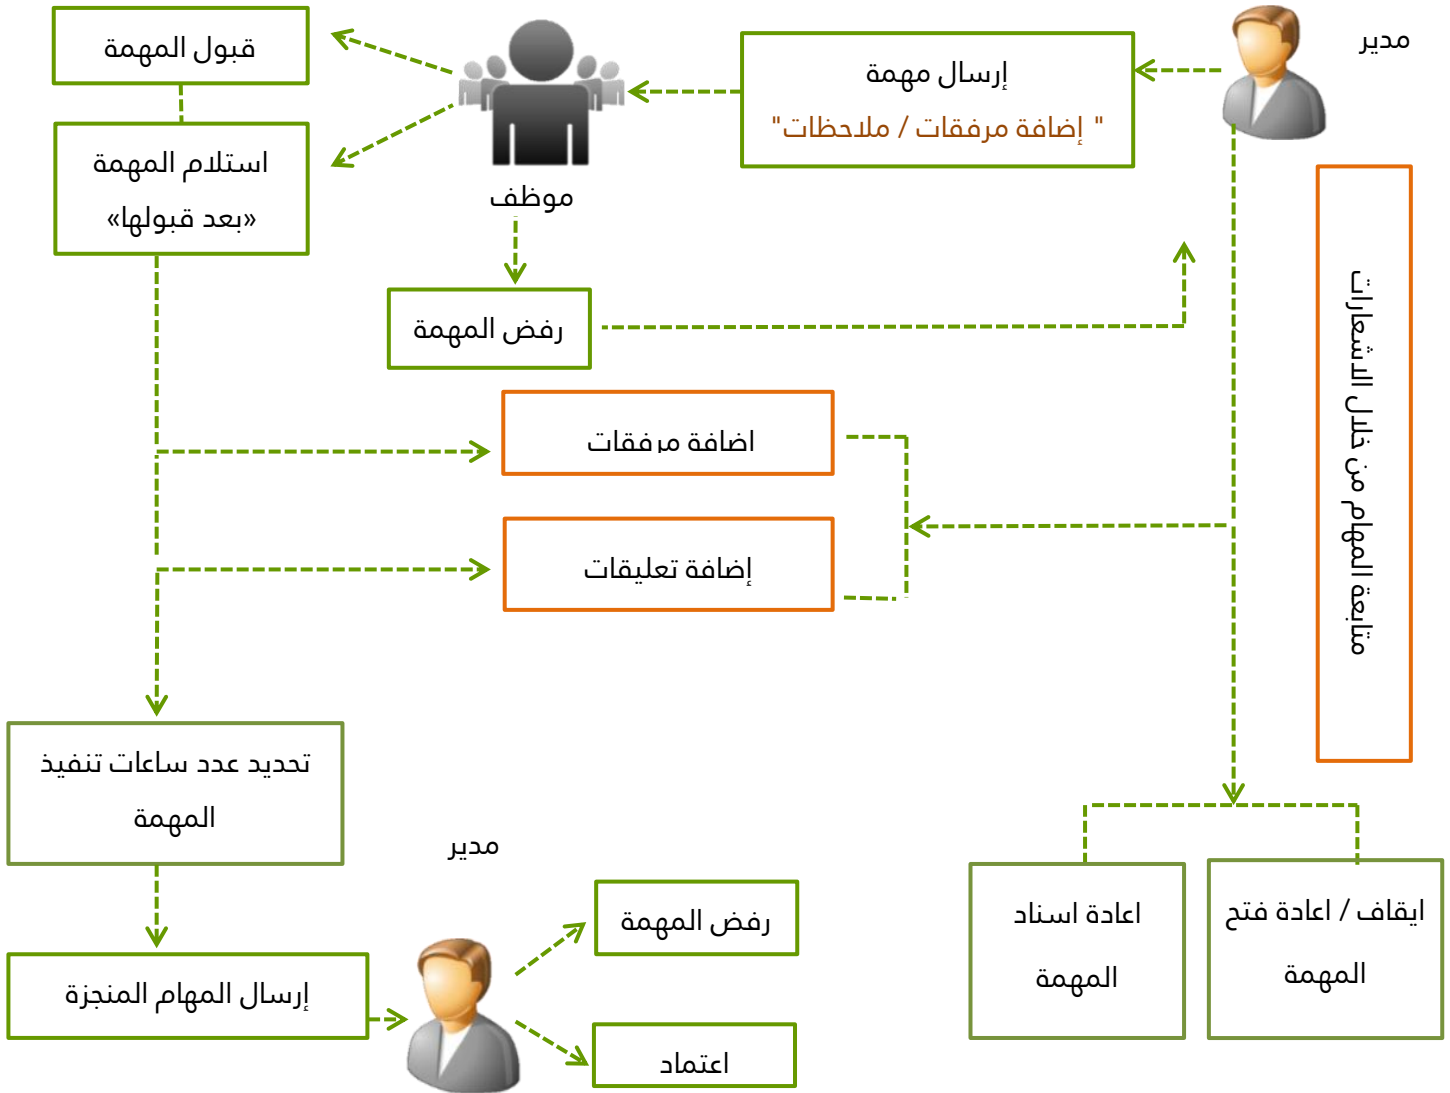 مدير
إرسال مهمة
" إضافة مرفقات / ملاحظات"
موظف
قبول المهمة
استلام المهمة
«بعد قبولها»
رفض المهمة
متابعة المهام من خلال الاشعارات
اضافة مرفقات
إضافة تعليقات
تحديد عدد ساعات تنفيذ
المهمة
إرسال المهام المنجزة
مدير
رفض المهمة
اعتماد
ايقاف / اعادة فتح
المهمة
اعادة اسناد
المهمة